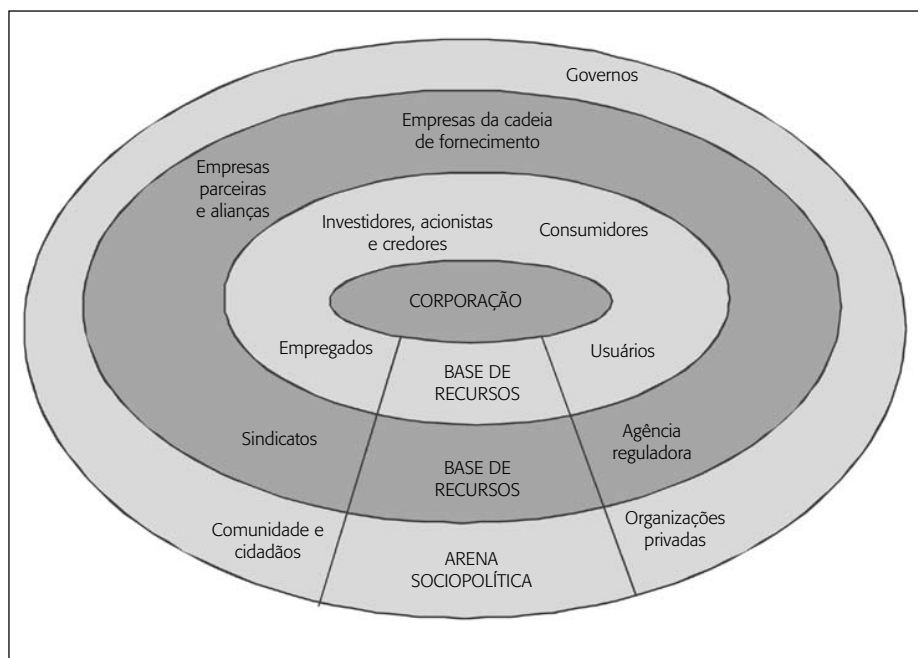 Governos
Empresas da cadeia
de fornecimento
Empresas
parceiras
e alianças
Investidores, acionistas
e credores
Consumidores
CORPORAÇÃO
Empregados
Usuários
BASE DE
RECURSOS
Sindicatos
Agência
reguladora
BASE DE
RECURSOS
Comunidade e
cidadãos
Organizações
privadas
ARENA
SOCIOPOLÍTICA